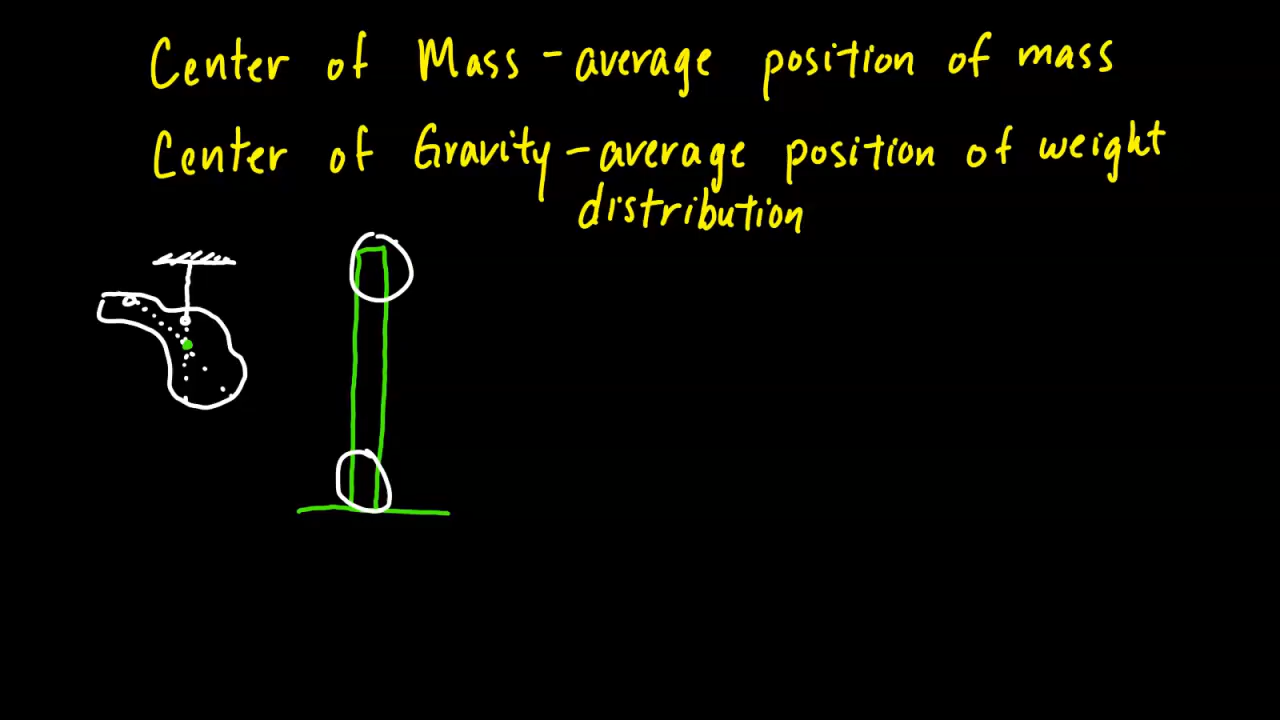 Center of Mass - average position of mass
Center of Gravity - average position of weight
distribution